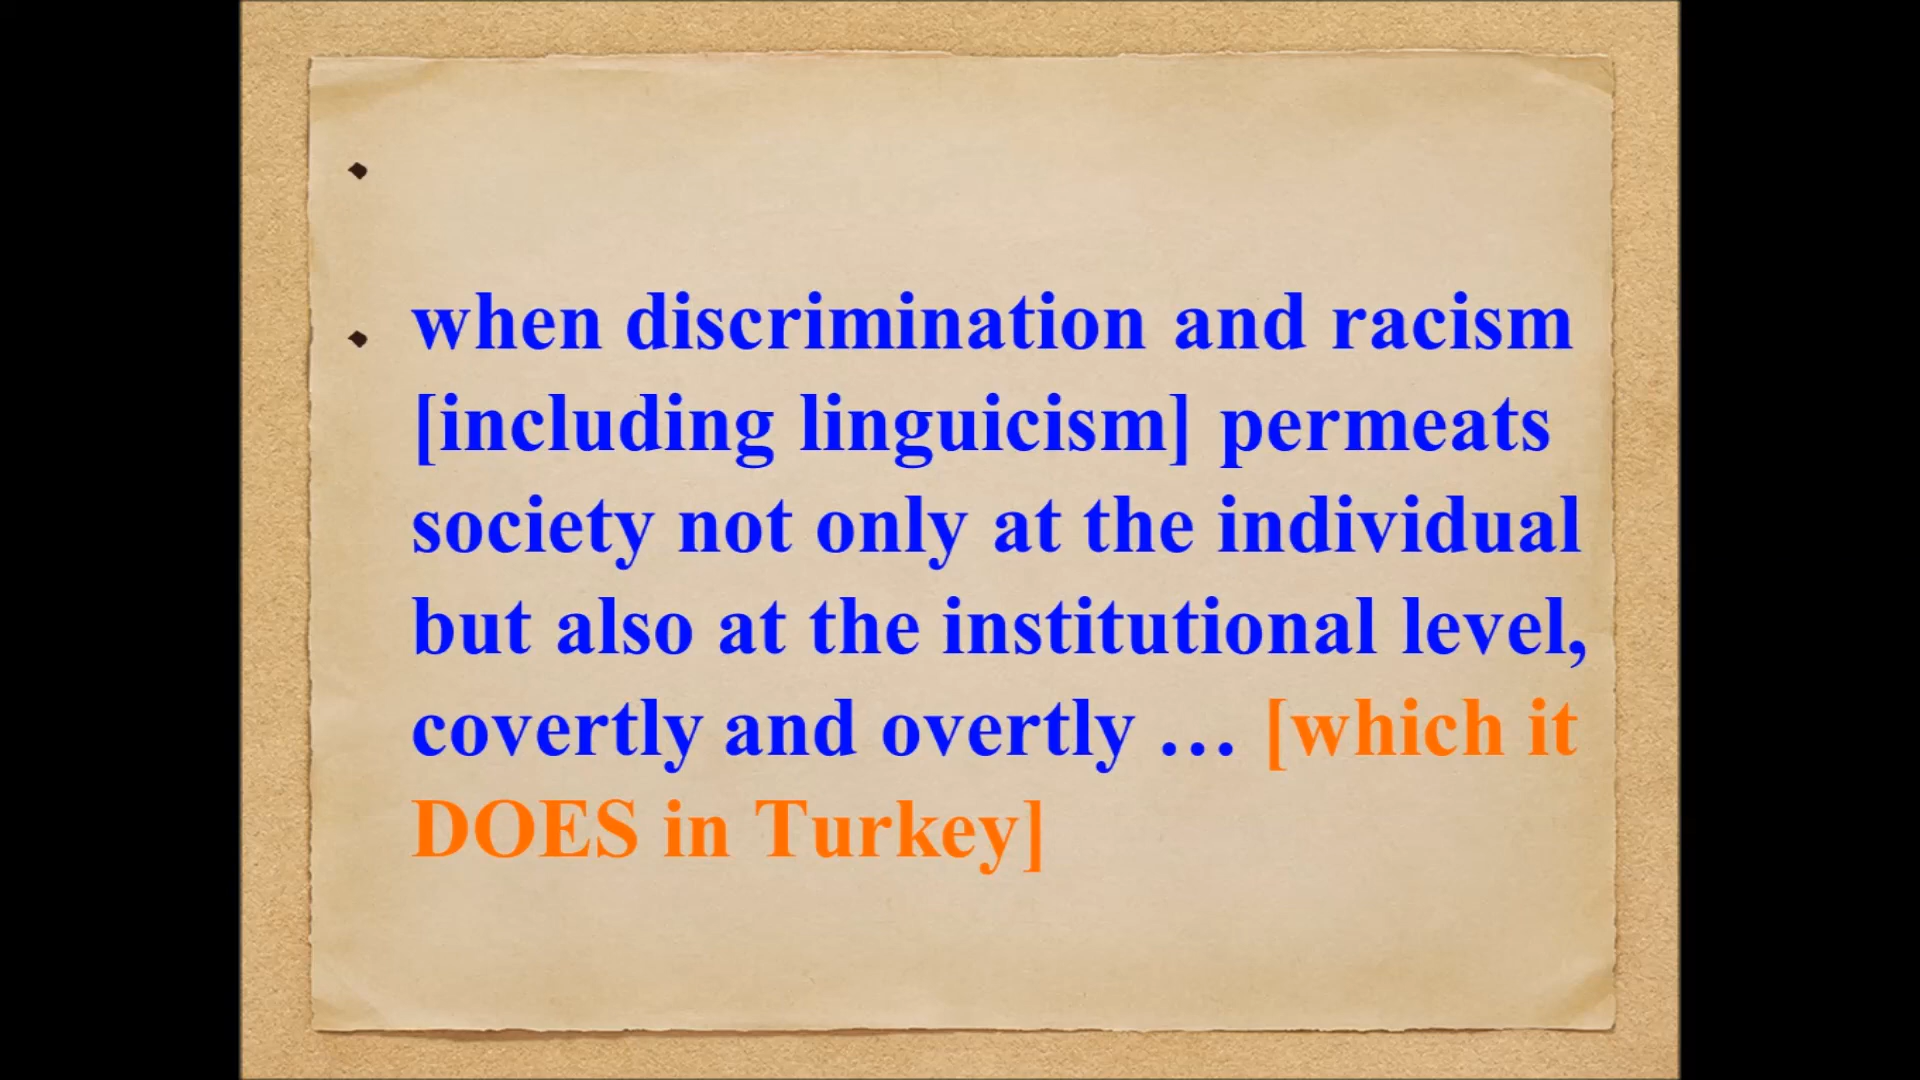 when discrimination and racism
[including linguicism] permeats
society not only at the individual
but also at the institutional level,
covertly and overtly … [which it
DOES in Turkey]